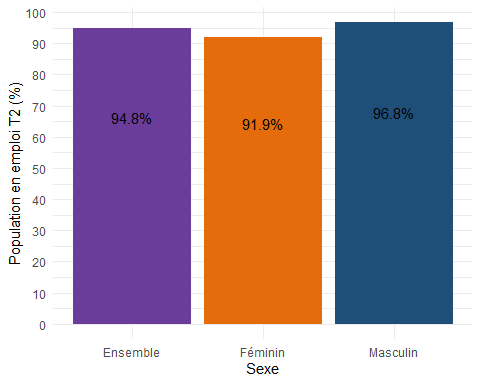 100
90
80
70
60
50
40
30
20
10
0
Population en emploi T2 (%)
94.8%
91.9%
96.8%
Ensemble
Féminin
Masculin
Sexe